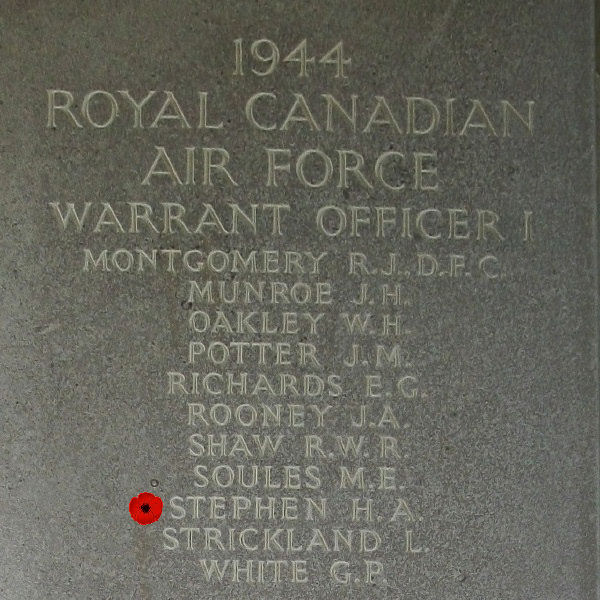 1944
ROYAL CANADIAN
AIR FORCE
WARRANT OFFICER I
MONTGOMERY R.J., D.F.C.
MUNROE J.H.
OAKLEY W.H.
POTTER J.M.
RICHARDS E.G.
ROONEY J.A.
SHAW R.W.R.
SOULES M.E.
STEPHEN H.A.
STRICKLAND L.
WHITE G.P.